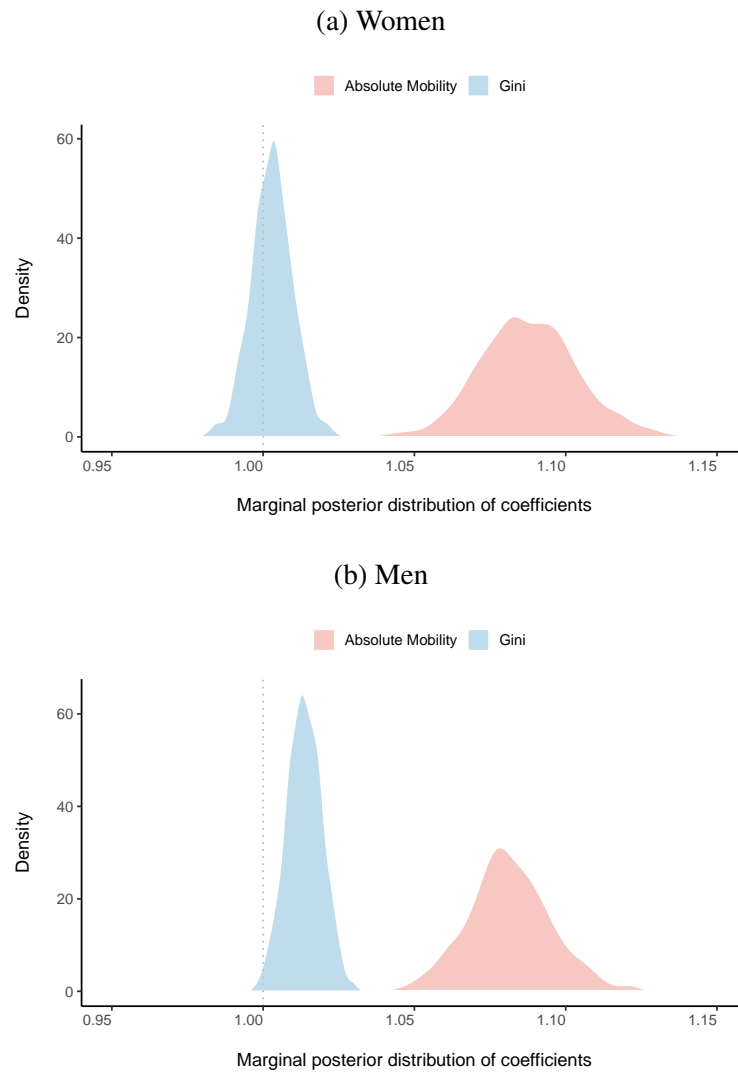 (a) Women
Absolute Mobility Gini
60
40
20
0
Density
0.95 1.00 1.05 1.10 1.15
Marginal posterior distribution of coefficients
(b) Men
Absolute Mobility Gini
60
40
20
0
Density
0.95 1.00 1.05 1.10 1.15
Marginal posterior distribution of coefficients